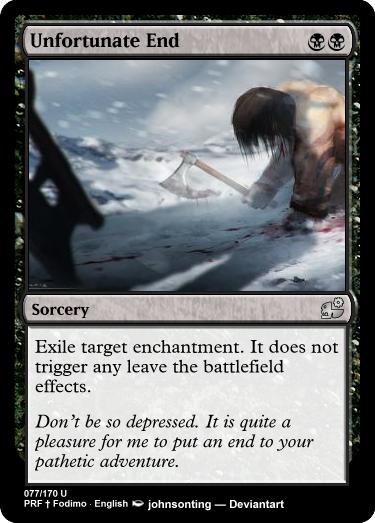 Unfortunate End
Sorcery
Exile target enchantment. It does not
trigger any leave the battlefield
effects.
Don't be so depressed. It is quite a
pleasure for me to put an end to your
pathetic adventure.
077/170 U
PRF † Fodimo · English johnsonting — Deviantart